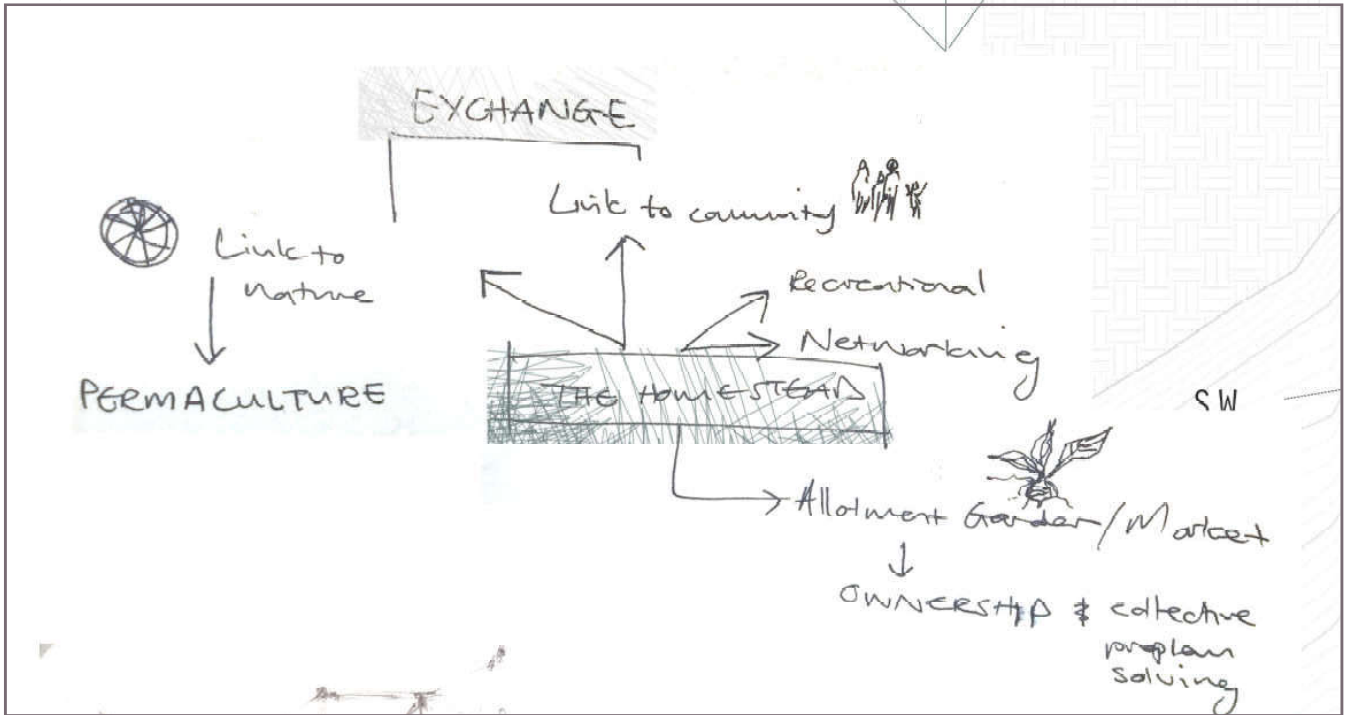 EXCHANGE
Link to community
Link to
nature
Recreational
Networking
PERMACULTURE
THE HOMESTEAD
SW
Allotment Garden/Market
OWNERSHIP & collective
proplem
solving